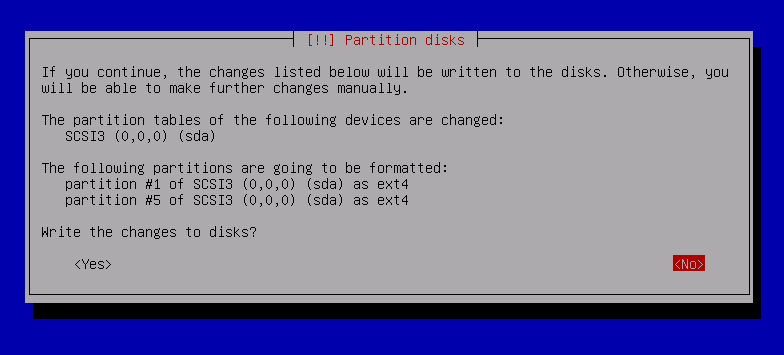 [!!] Partition disks
If you continue, the changes listed below will be written to the disks. Otherwise, you
will be able to make further changes manually.
The partition tables of the following devices are changed:
SCSI3 (0,0,0) (sda)
The following partitions are going to be formatted:
partition #1 of SCSI3 (0,0,0) (sda) as ext4
partition #5 of SCSI3 (0,0,0) (sda) as ext4
Write the changes to disks?
<Yes> <No>